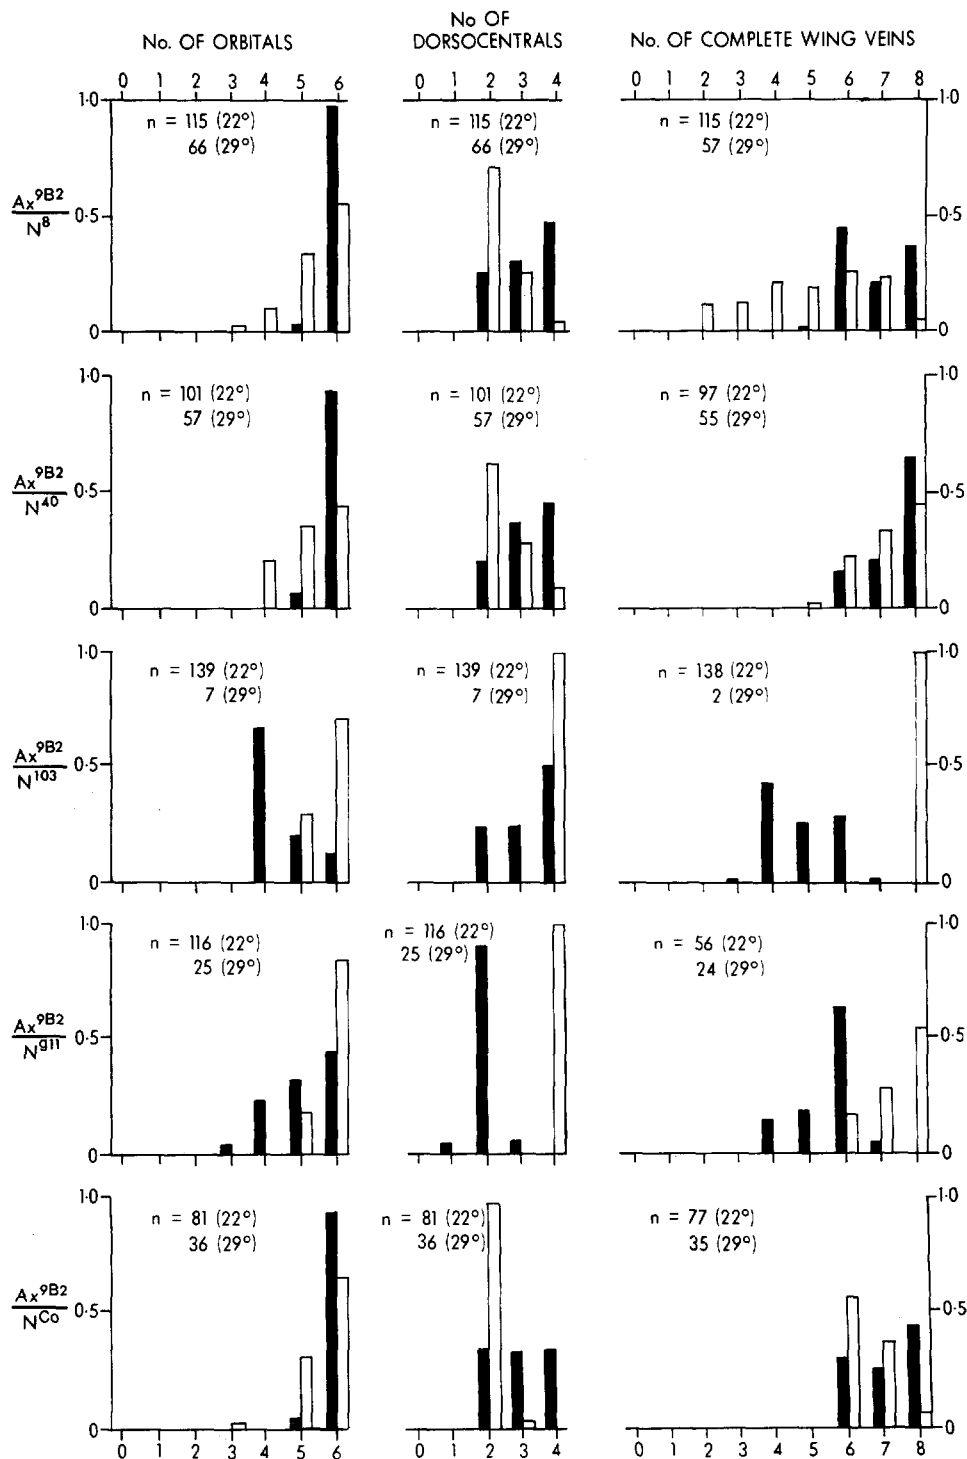 No. OF ORBITALS
No OF
DORSOCENTRALS
No. OF COMPLETE WING VEINS
0 1 2 3 4 5 6
0 1 2 3 4
0 1 2 3 4 5 6 7 8
1·0
n = 115 (22°)
66 (29°)
n = 115 (22°)
66 (29°)
n = 115 (22°)
57 (29°)
1·0
Ax9B2
N8
0·5
0·5
0
0
1·0
n = 101 (22°)
57 (29°)
n = 101 (22°)
57 (29°)
n = 97 (22°)
55 (29°)
1·0
Ax9B2
N40
0·5
0·5
0
0
1·0
n = 139 (22°)
7 (29°)
n = 139 (22°)
7 (29°)
n = 138 (22°)
2 (29°)
1·0
Ax9B2
N103
0·5
0·5
0
0
1·0
n = 116 (22°)
25 (29°)
n = 116 (22°)
25 (29°)
n = 56 (22°)
24 (29°)
1·0
Ax9B2
Ng11
0·5
0·5
0
0
1·0
n = 81 (22°)
36 (29°)
n = 81 (22°)
36 (29°)
n = 77 (22°)
35 (29°)
1·0
Ax9B2
NCo
0·5
0·5
0
0
0 1 2 3 4 5 6
0 1 2 3 4
0 1 2 3 4 5 6 7 8